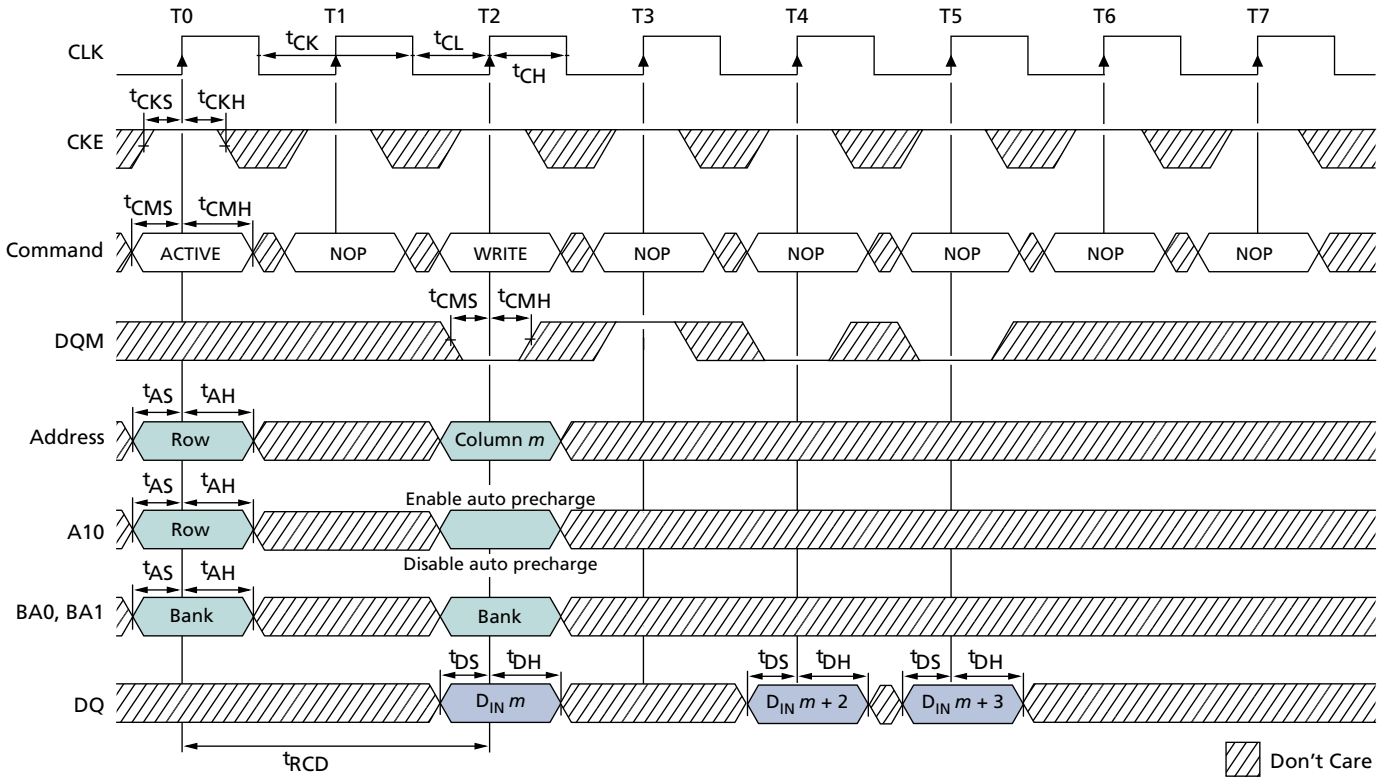 T0 T1 T2 T3 T4 T5 T6 T7
CLK
tCK tCL
tCH
tCKS tCKH
CKE
tCMS tCMH
Command ACTIVE NOP WRITE NOP NOP NOP NOP NOP
tCMS tCMH
DQM
tAS tAH
Address Row Column m
tAS tAH Enable auto precharge
A10 Row
Disable auto precharge
tAS tAH
BA0, BA1 Bank Bank
tDS tDH tDS tDH tDS tDH
DQ DIN m DIN m + 2 DIN m + 3
tRCD
Don't Care